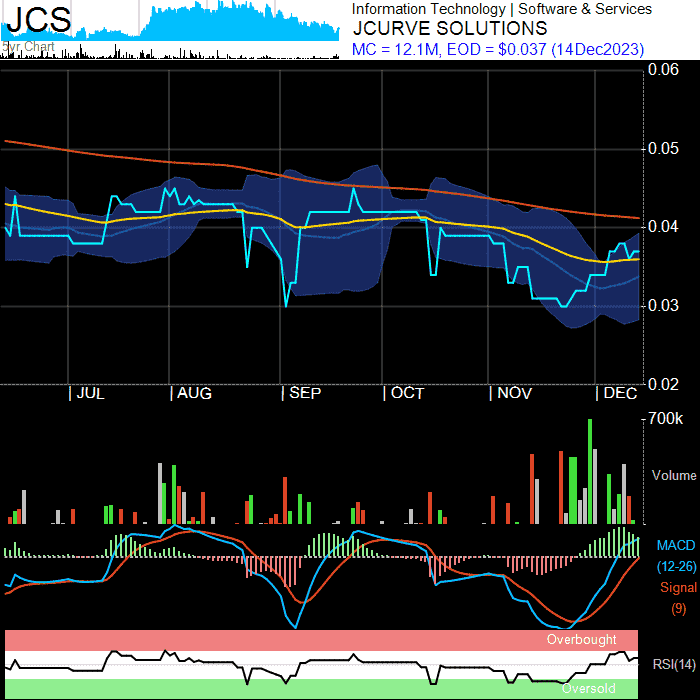 JCS
5yr Chart
Information Technology | Software & Services
JCURVE SOLUTIONS
MC = 12.1M, EOD = $0.037 (14Dec2023)
0.06
0.05
0.04
0.03
0.02
| JUL | AUG | SEP | OCT | NOV | DEC
700k
Volume
MACD
(12-26)
Signal
(9)
Overbought
RSI(14)
Oversold